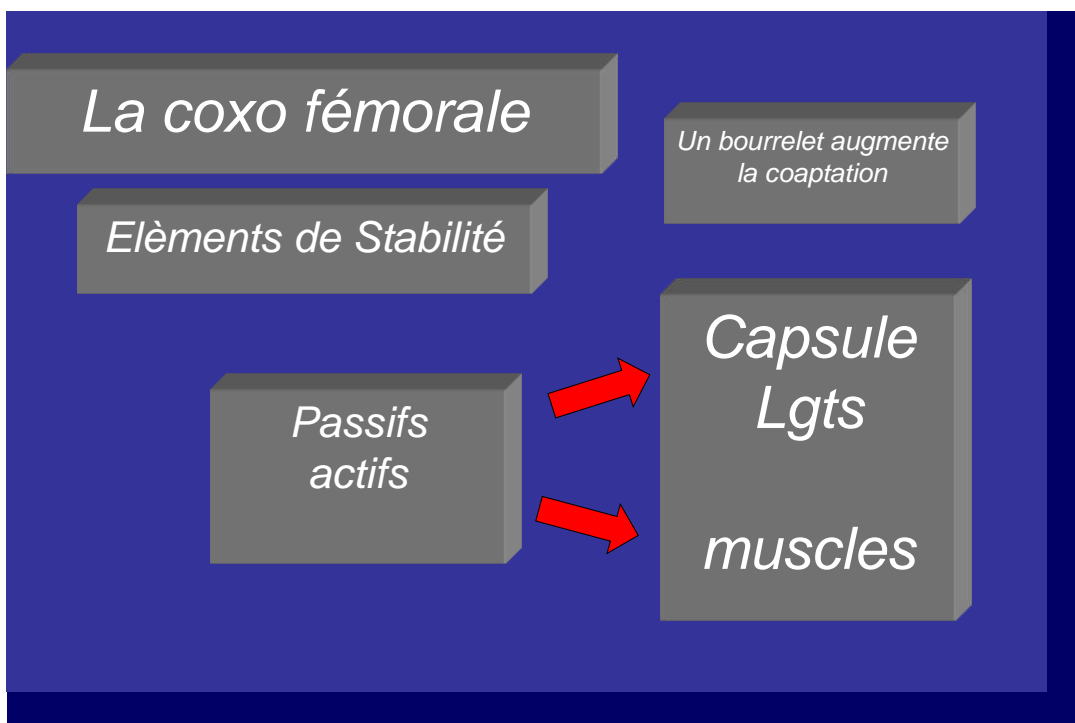 La coxo fémorale
Un bourrelet augmente
la coaptation
Elèments de Stabilité
Passifs
actifs
Capsule
Lgts
muscles